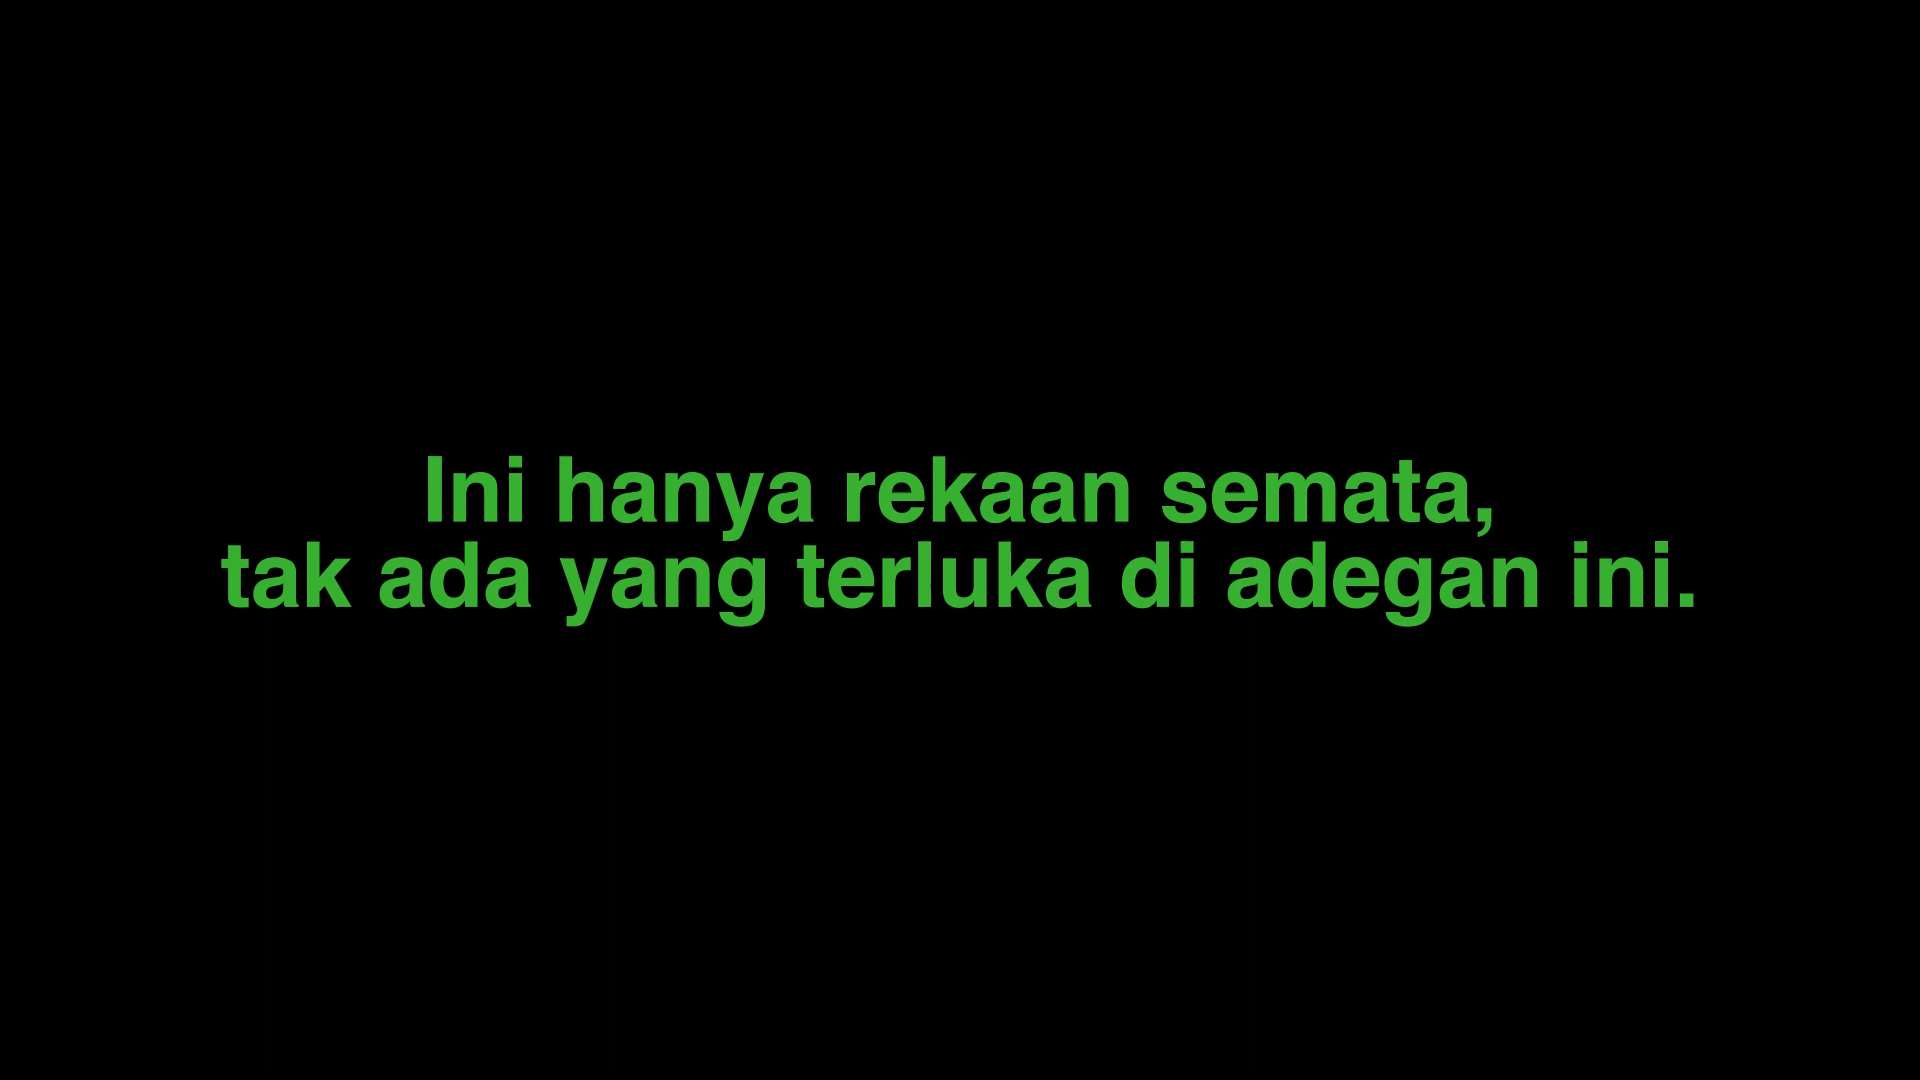 Ini hanya rekaan semata,
tak ada yang terluka di adegan ini.